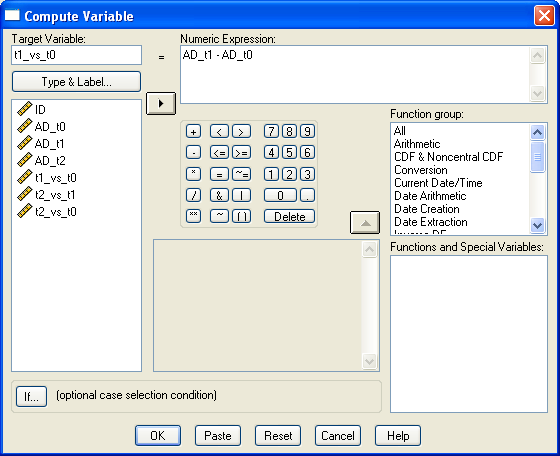 Compute Variable
Target Variable:
t1_vs_t0
=
Numeric Expression:
AD_t1 - AD_t0
Type & Label...
ID
AD_t0
AD_t1
AD_t2
t1_vs_t0
t2_vs_t1
t2_vs_t0
+ < > 7 8 9
- <= >= 4 5 6
* = ~= 1 2 3
/ & | 0 .
** ~ ( ) Delete
Function group:
All
Arithmetic
CDF & Noncentral CDF
Conversion
Current Date/Time
Date Arithmetic
Date Creation
Date Extraction
Functions and Special Variables:
If...
(optional case selection condition)
OK
Paste
Reset
Cancel
Help